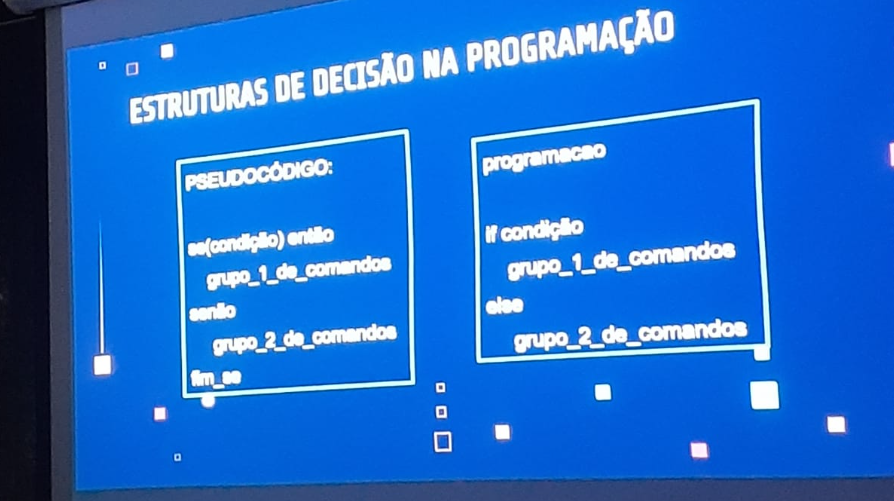 ESTRUTURAS DE DECISÃO NA PROGRAMAÇÃO
PSEUDOCÓDIGO:
se(condição) então
grupo_1_de_comandos
senão
grupo_2_de_comandos
fim_se
programacao
if condição
grupo_1_de_comandos
else
grupo_2_de_comandos